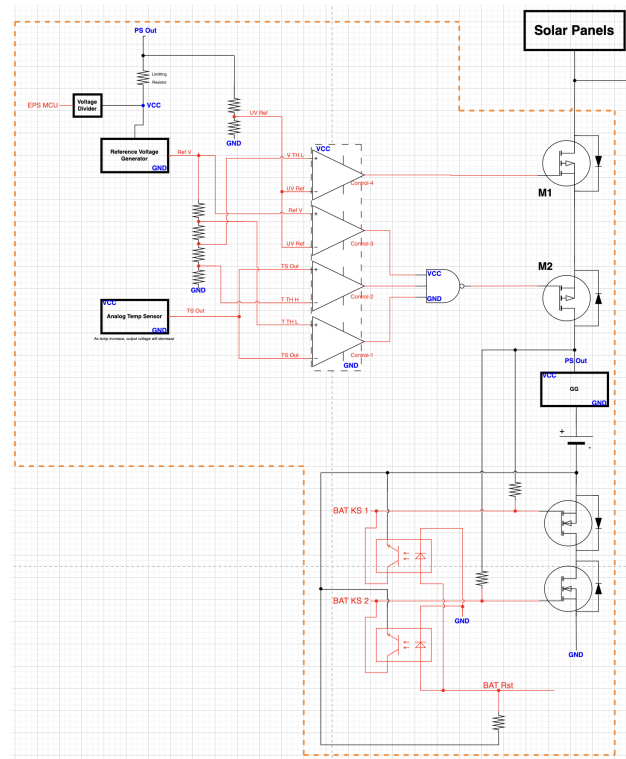 Solar Panels
PS Out
Limiting
Resistor
EPS MCU
Voltage
Divider
VCC
UV Ref
GND
Reference Voltage
Generator
GND
Ref V
VCC
V TH L
UV Ref
Control-4
M1
Ref V
UV Ref
Control-3
TS Out
T TH H
Control-2
VCC
GND
M2
GND
VCC
Analog Temp Sensor
GND
TS Out
As temp increase, output voltage will decrease
T TH L
TS Out
Control-1
GND
PS Out
VCC
GG
GND
+
-
BAT KS 1
BAT KS 2
GND
GND
BAT Rst